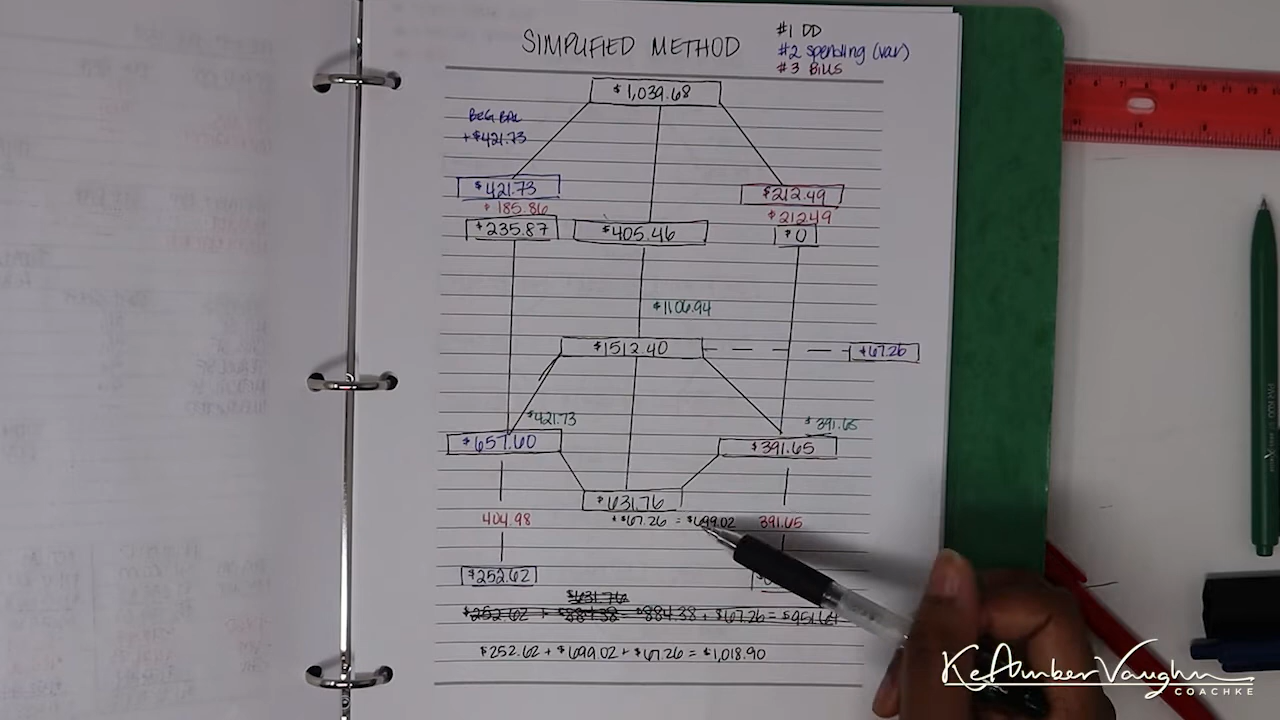 SIMPLIFIED METHOD
#1 DD
#2 spending (var)
#3 Bills
$1,039.68
BEG BAL
+$421.73
$421.73
$212.49
$185.86
$212.49
$235.87
$405.46
$0
$1106.94
$1512.40
$67.26
$421.73
$391.65
$657.60
$391.65
$631.76
+ $67.26 = $699.02
404.98
391.65
$252.62
$631.76
$252.62 + $884.38 = $884.38 + $67.26 = $951.64
$252.62 + $699.02 + $67.26 = $1,018.90
KeAmber Vaughn
COACHKE